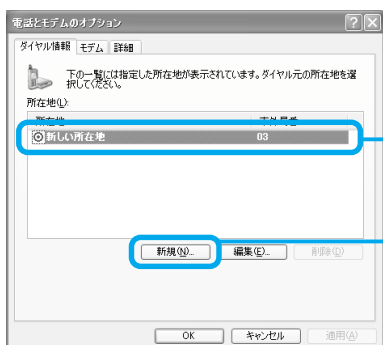 電話とモデムのオプション
ダイヤル情報 モデム 詳細
下の一覧には指定した所在地が表示されています。ダイヤル元の所在地を選
択してください。
所在地(L):
所在地 市外局番
新しい所在地 03
新規(N)... 編集(E)... 削除(D)
OK キャンセル 適用(A)